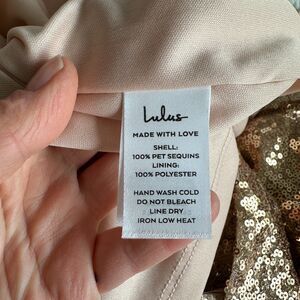 Lulus
MADE WITH LOVE
SHELL:
100% PET SEQUINS
LINING:
100% POLYESTER
HAND WASH COLD
DO NOT BLEACH
LINE DRY
IRON LOW HEAT